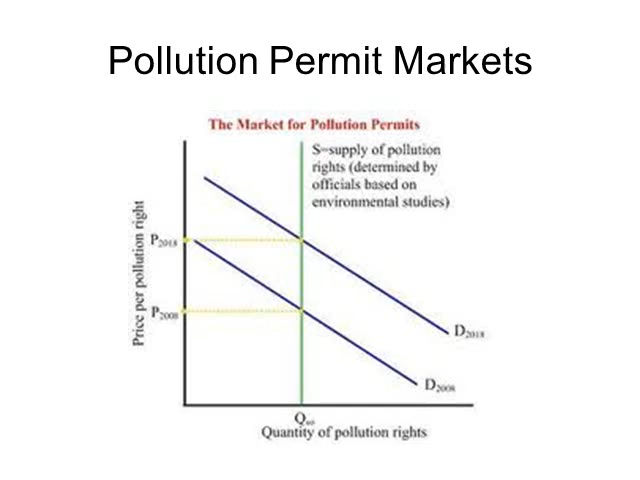 Pollution Permit Markets
The Market for Pollution Permits
S=supply of pollution
rights (determined by
officials based on
environmental studies)
Price per pollution right
P2018
P2008
D2018
D2008
Q
Quantity of pollution rights